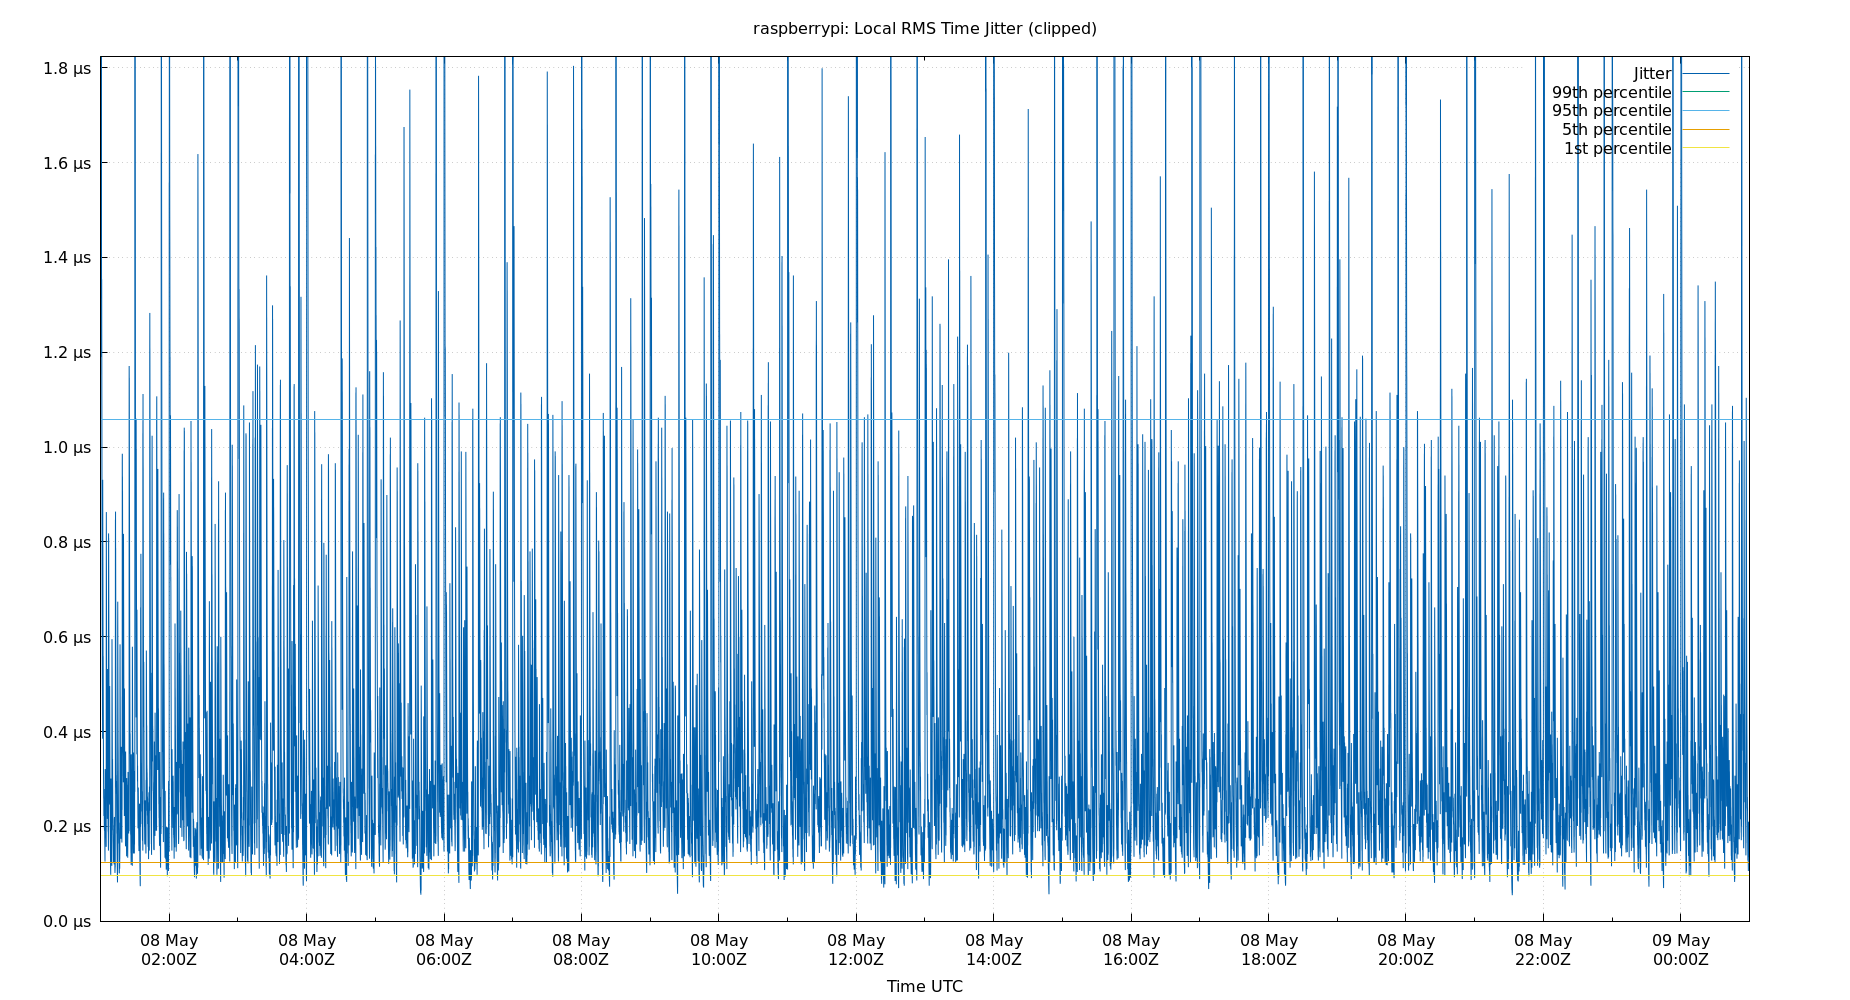 raspberrypi: Local RMS Time Jitter (clipped)
1.8 µs
1.6 µs
1.4 µs
1.2 µs
1.0 µs
0.8 µs
0.6 µs
0.4 µs
0.2 µs
0.0 µs
Jitter
99th percentile
95th percentile
5th percentile
1st percentile
08 May 08 May 08 May 08 May 08 May 08 May 08 May 08 May 08 May 08 May 08 May 09 May
02:00Z 04:00Z 06:00Z 08:00Z 10:00Z 12:00Z 14:00Z 16:00Z 18:00Z 20:00Z 22:00Z 00:00Z
Time UTC